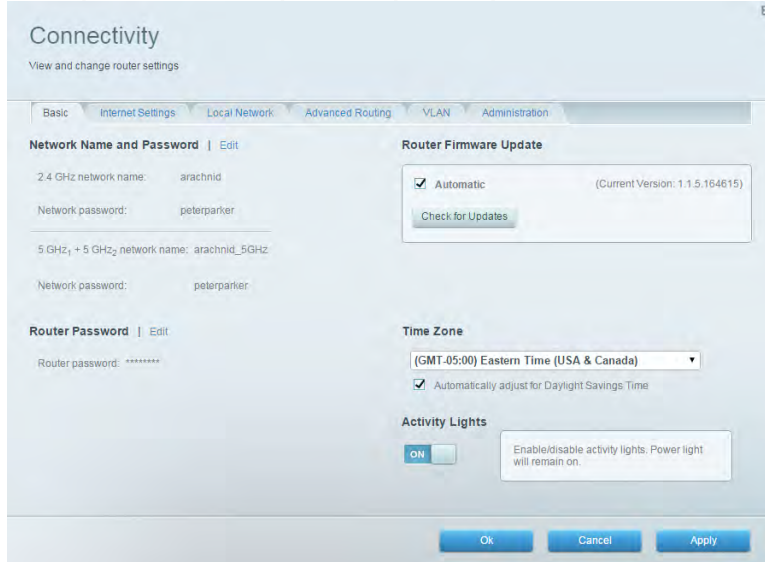 Connectivity
View and change router settings
Basic
Internet Settings
Local Network
Advanced Routing
VLAN
Administration
Network Name and Password | Edit
2.4 GHz network name: arachnid
Network password: peterparker
5 GHz1 + 5 GHz2 network name: arachnid_5GHz
Network password: peterparker
Router Password | Edit
Router password: ********
Router Firmware Update
Automatic (Current Version: 1.1.5.164615)
Check for Updates
Time Zone
(GMT-05:00) Eastern Time (USA & Canada)
Automatically adjust for Daylight Savings Time
Activity Lights
ON
Enable/disable activity lights. Power light
will remain on.
Ok
Cancel
Apply